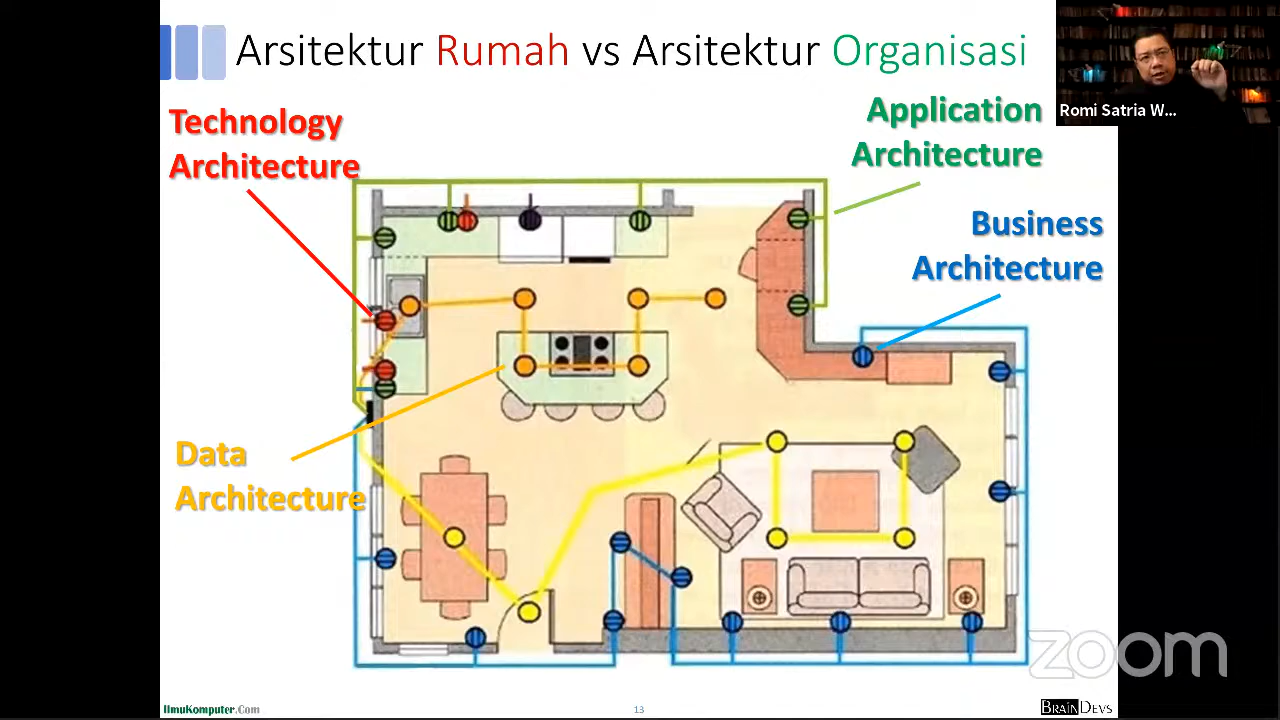 Arsitektur Rumah vs Arsitektur Organisasi
Romi Satria W...
Technology
Architecture
Application
Architecture
Business
Architecture
Data
Architecture
zoom
IlmuKomputer.Com
13
BRAINDEVS